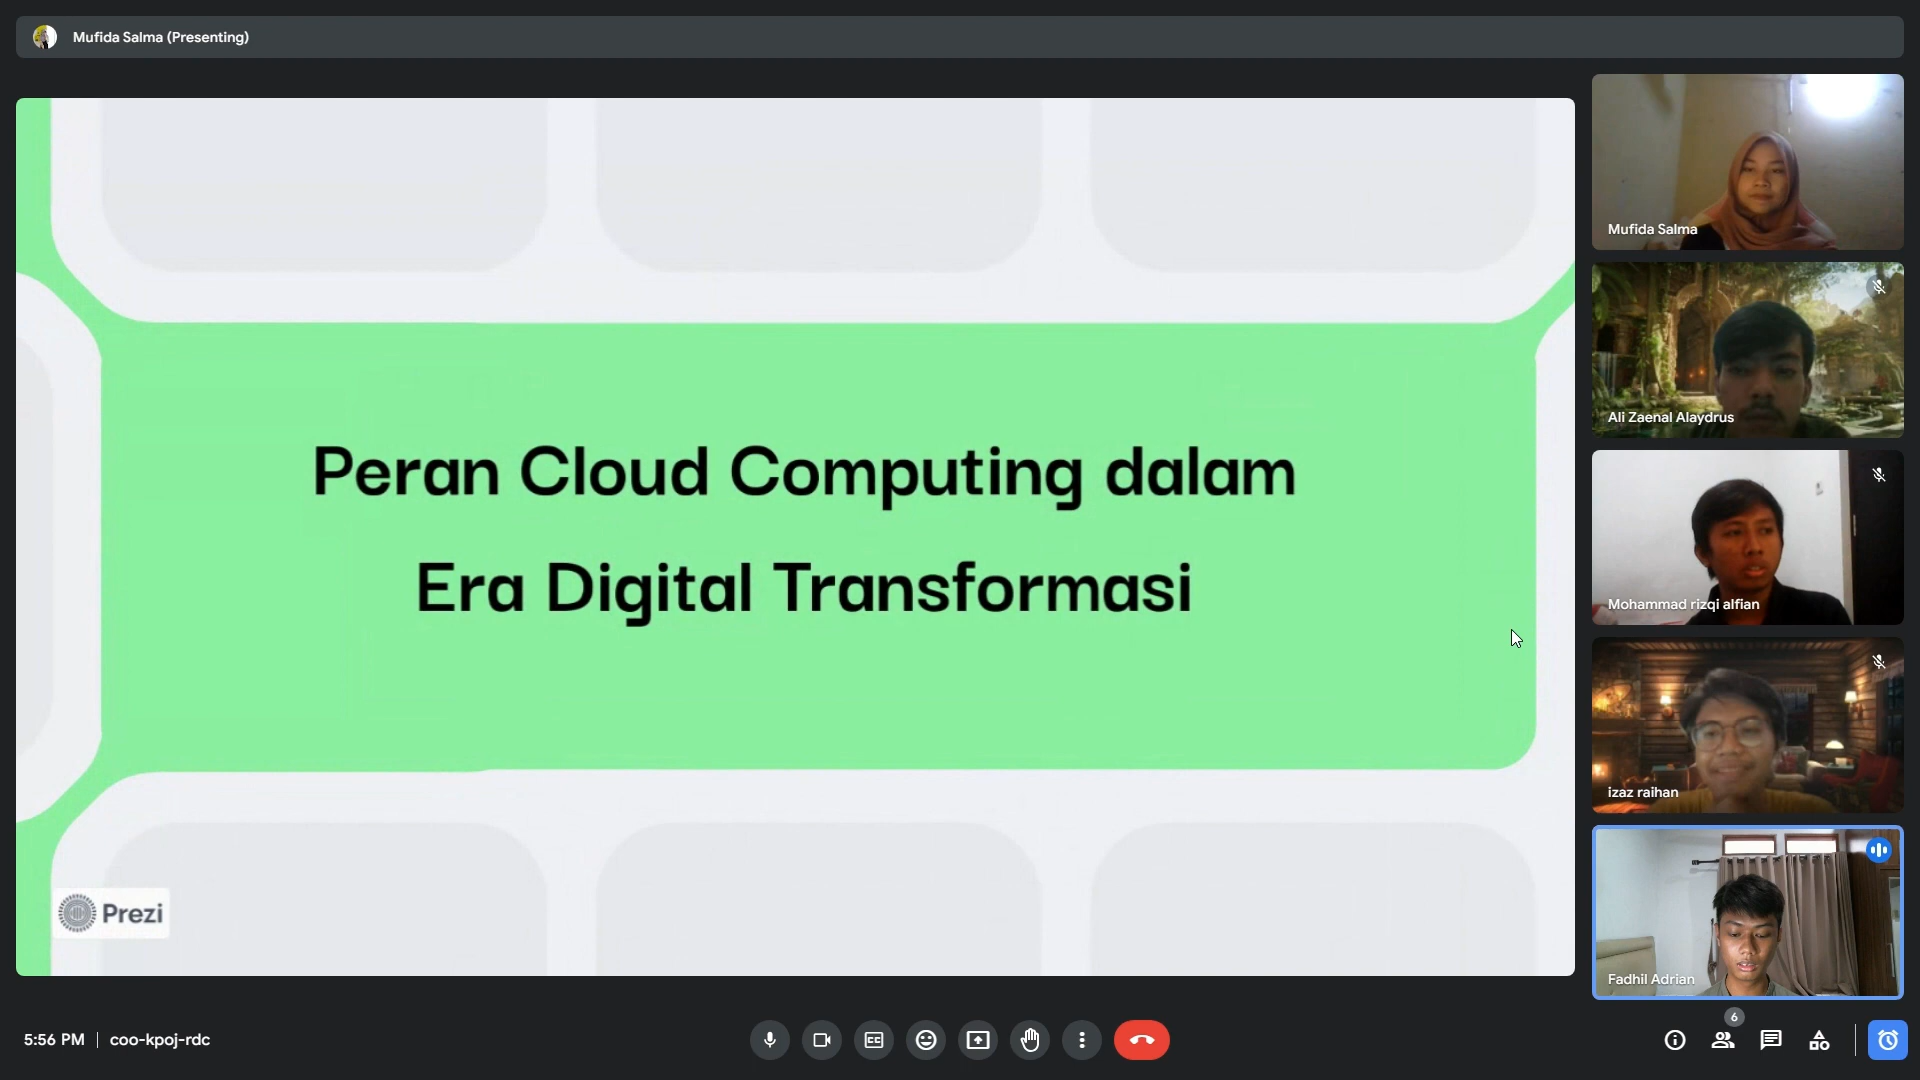 Mufida Salma (Presenting)
Peran Cloud Computing dalam
Era Digital Transformasi
Prezi
Mufida Salma
Ali Zaenal Alaydrus
Mohammad rizqi alfian
izaz raihan
Fadhil Adrian
5:56 PM | coo-kpoj-rdc
CC
6